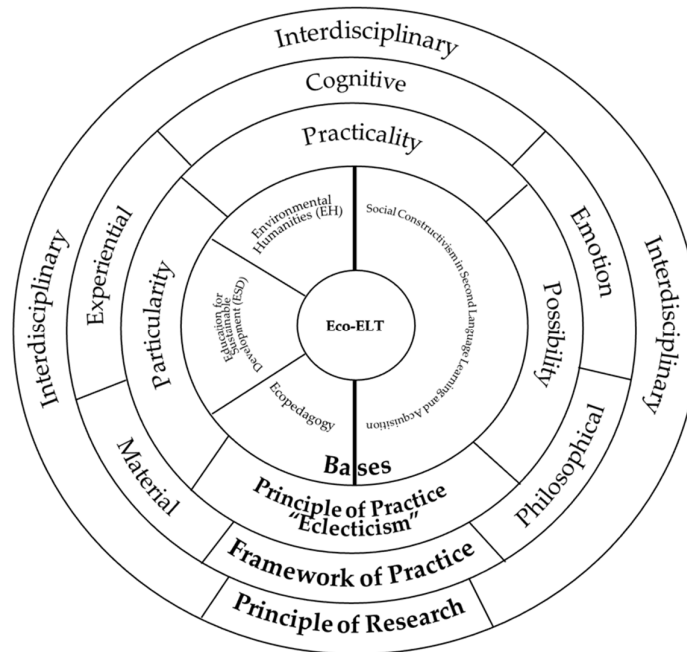 Interdisciplinary
Cognitive
Practicality
Environmental
Humanities (EH)
Social Constructivism in Second Language Learning and Acquisition
Interdisciplinary
Experiential
Particularity
Education for
Sustainable
Development (ESD)
Eco-ELT
Possibility
Emotion
Interdisciplinary
Ecopedagogy
Material
Philosophical
Bases
Principle of Practice
“Eclecticism”
Framework of Practice
Principle of Research